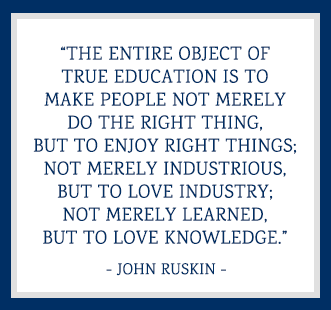 “THE ENTIRE OBJECT OF
TRUE EDUCATION IS TO
MAKE PEOPLE NOT MERELY
DO THE RIGHT THING,
BUT TO ENJOY RIGHT THINGS;
NOT MERELY INDUSTRIOUS,
BUT TO LOVE INDUSTRY;
NOT MERELY LEARNED,
BUT TO LOVE KNOWLEDGE.”
- JOHN RUSKIN -